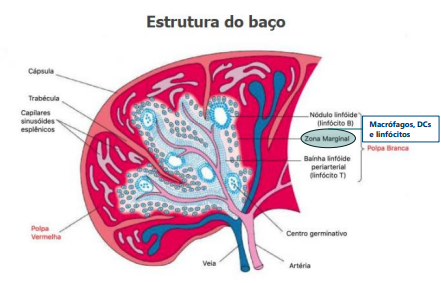 Estrutura do baço
Cápsula
Trabécula
Capilares
sinusóides
esplênicos
Polpa
Vermelha
Nódulo linfóide
(linfócito B)
Zona Marginal
Bainha linfóide
periarterial
(linfócito T)
Macrófagos, DCs
e linfócitos
Polpa Branca
Centro germinativo
Veia
Artéria